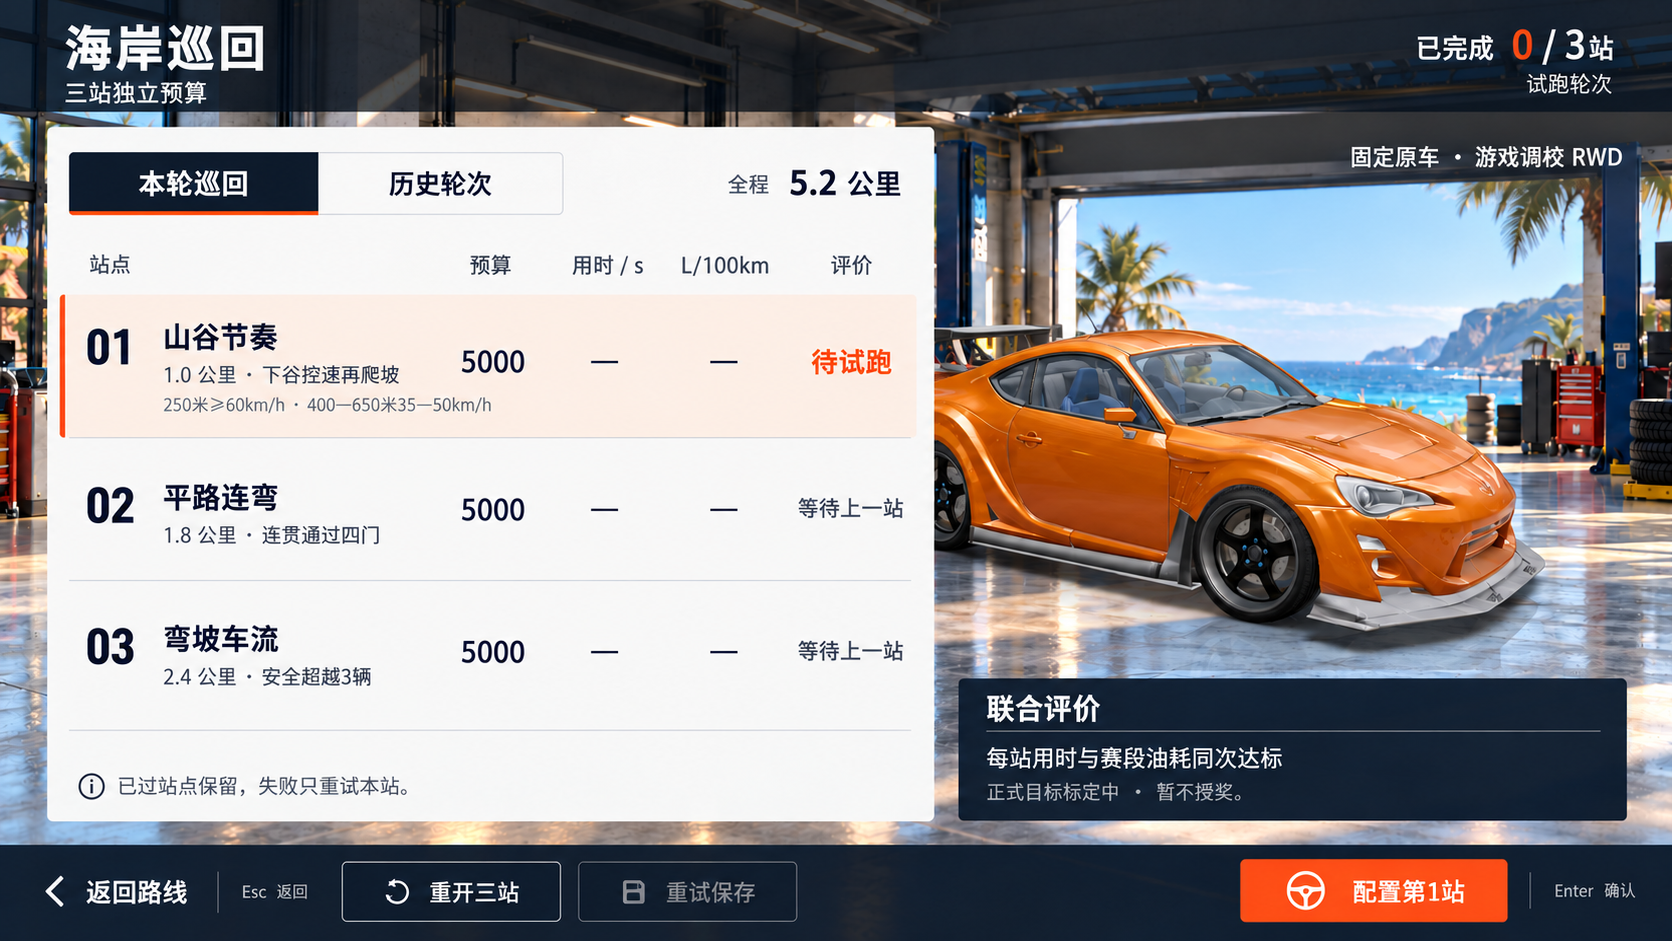 海岸巡回
三站独立预算
已完成 0 / 3站
试跑轮次
固定原车 · 游戏调校 RWD
本轮巡回
历史轮次
全程 5.2 公里
站点 预算 用时 / s L/100km 评价
01 山谷节奏 5000 — — 待试跑
1.0 公里 · 下谷控速再爬坡
250米≥60km/h · 400—650米35—50km/h
02 平路连弯 5000 — — 等待上一站
1.8 公里 · 连贯通过四门
03 弯坡车流 5000 — — 等待上一站
2.4 公里 · 安全超越3辆
已过站点保留，失败只重试本站。
联合评价
每站用时与赛段油耗同次达标
正式目标标定中 · 暂不授奖。
返回路线
Esc 返回
重开三站
重试保存
配置第1站
Enter 确认